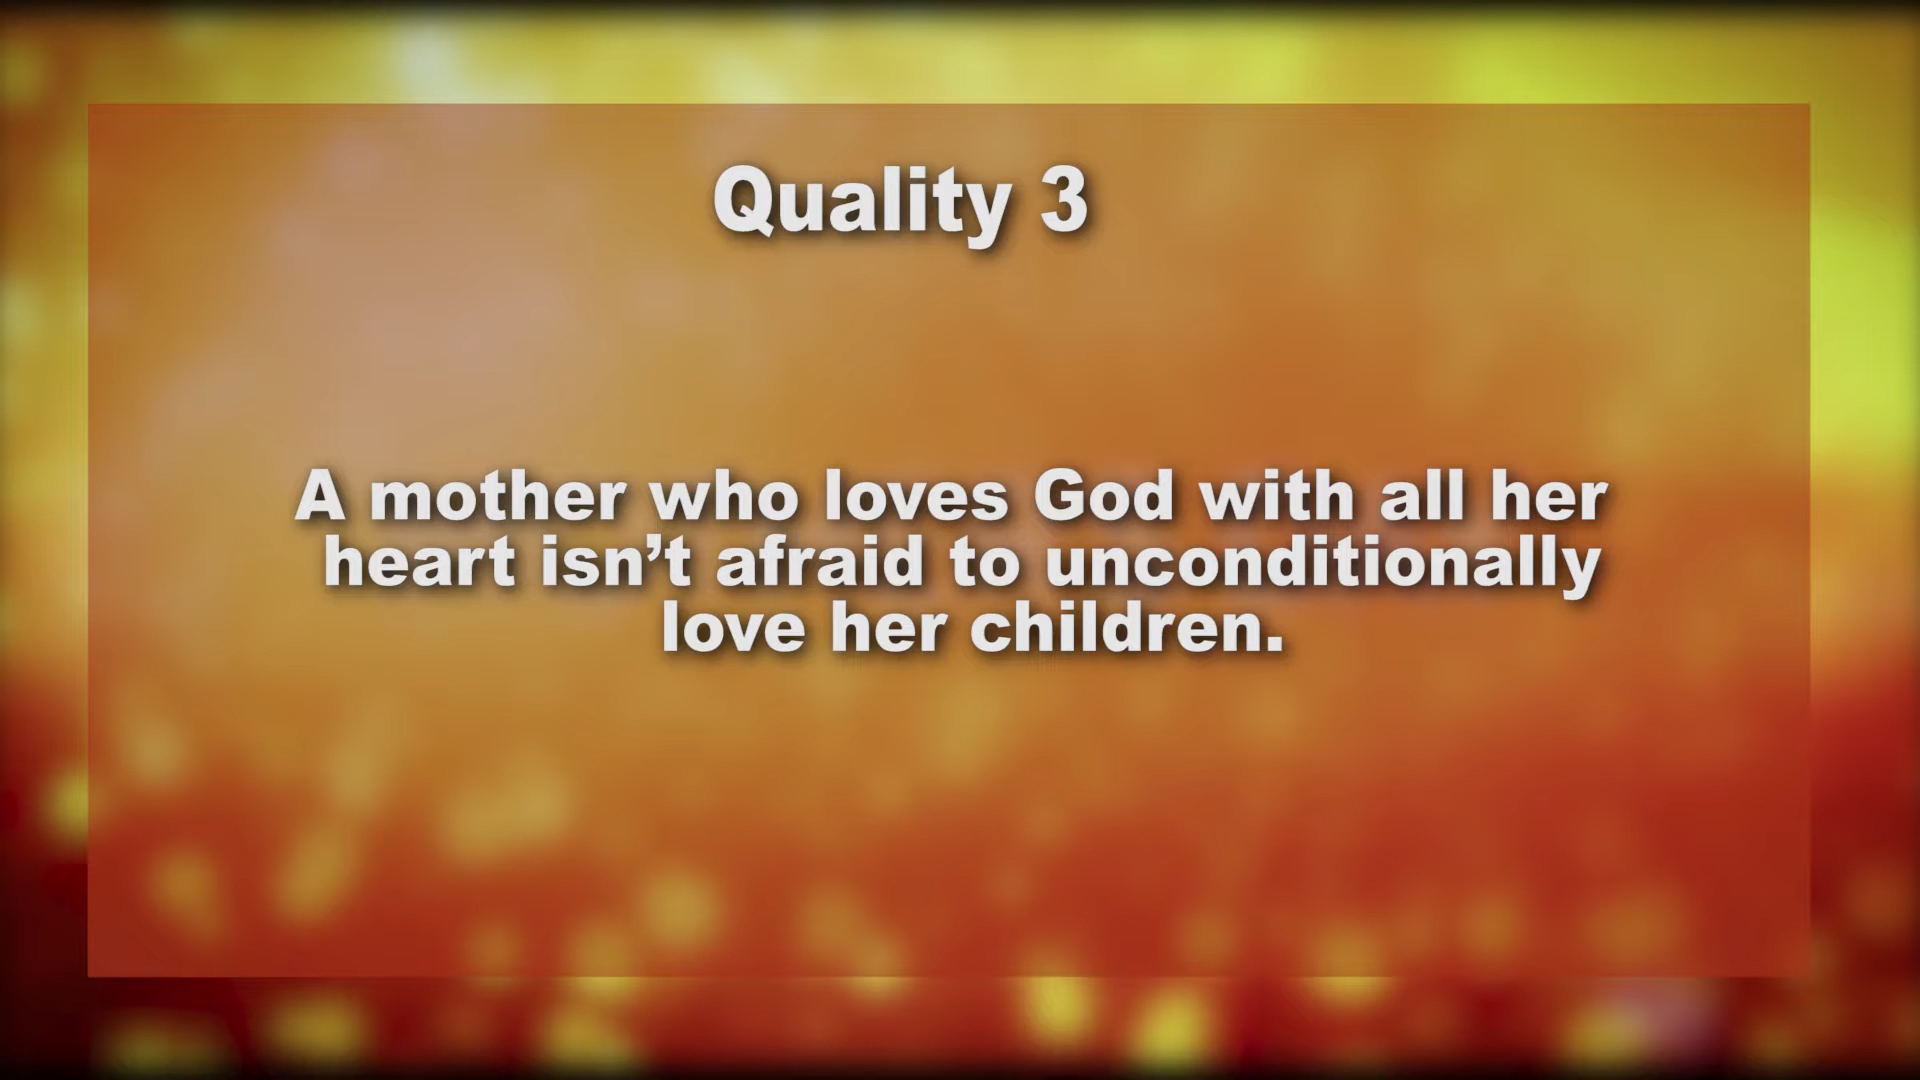 Quality 3
A mother who loves God with all her
heart isn’t afraid to unconditionally
love her children.